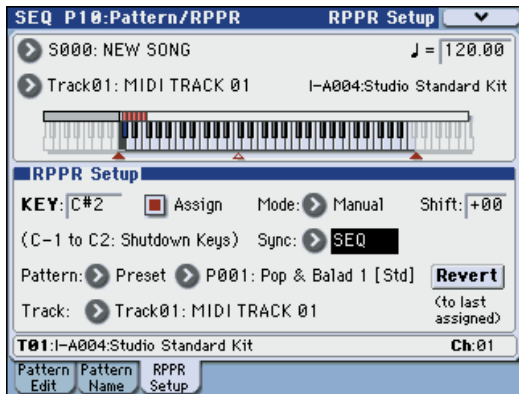 SEQ P10:Pattern/RPPR RPPR Setup
S000: NEW SONG ♩ = 120.00
Track01: MIDI TRACK 01 I-A004:Studio Standard Kit
RPPR Setup
KEY: C#2 Assign Mode: Manual Shift: +00
(C-1 to C2: Shutdown Keys) Sync: SEQ
Pattern: Preset P001: Pop & Balad 1 [Std] Revert
Track: Track01: MIDI TRACK 01 (to last
assigned)
T01:I-A004:Studio Standard Kit Ch:01
Pattern Pattern RPPR
Edit Name Setup